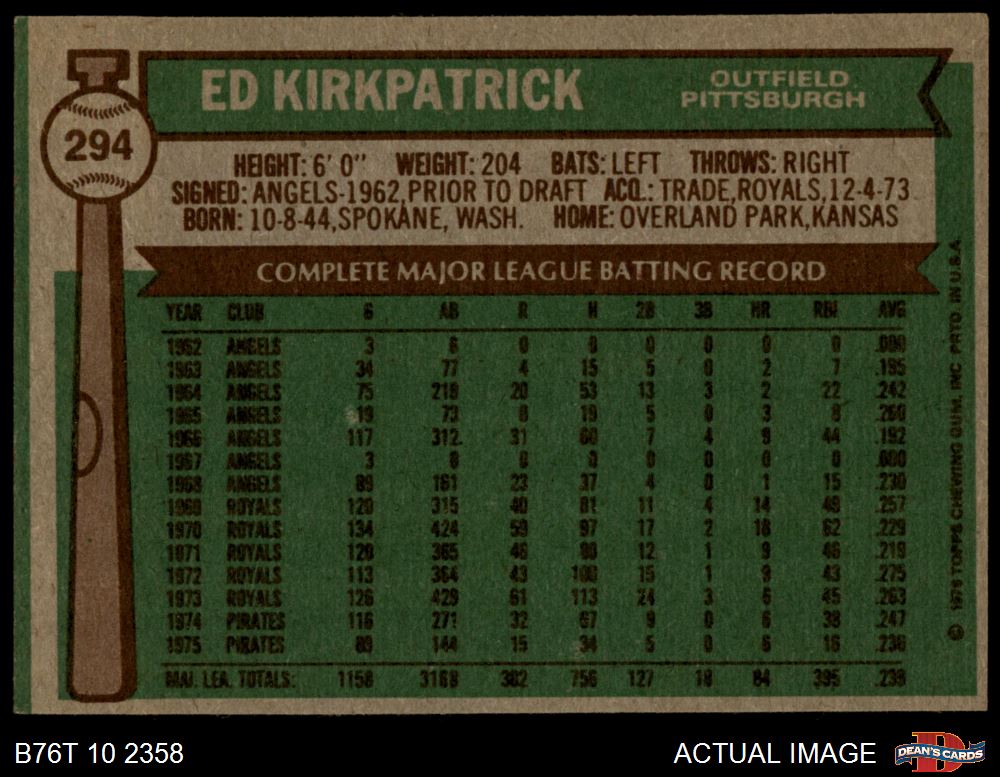 ED KIRKPATRICK
OUTFIELD
PITTSBURGH
294
HEIGHT: 6' 0" WEIGHT: 204 BATS: LEFT THROWS: RIGHT
SIGNED: ANGELS-1962, PRIOR TO DRAFT ACQ.: TRADE, ROYALS, 12-4-73
BORN: 10-8-44, SPOKANE, WASH. HOME: OVERLAND PARK, KANSAS
COMPLETE MAJOR LEAGUE BATTING RECORD
YEAR CLUB G AB R H 2B 3B HR RBI AVG
1962 ANGELS 3 6 0 0 0 0 0 0 .000
1963 ANGELS 34 77 4 15 5 0 2 7 .195
1964 ANGELS 75 218 20 53 13 3 2 22 .242
1965 ANGELS 19 73 8 19 5 0 3 8 .260
1966 ANGELS 117 312 31 60 7 4 9 44 .192
1967 ANGELS 3 8 0 0 0 0 0 0 .000
1968 ANGELS 89 161 23 37 4 0 1 15 .230
1969 ROYALS 120 315 40 81 11 4 14 49 .257
1970 ROYALS 134 424 59 97 17 2 18 62 .229
1971 ROYALS 120 365 46 80 12 1 9 46 .219
1972 ROYALS 113 364 43 100 15 1 9 43 .275
1973 ROYALS 126 429 61 113 24 3 6 45 .263
1974 PIRATES 116 271 32 67 9 0 6 38 .247
1975 PIRATES 89 144 15 34 5 0 5 16 .236
MAJ. LEA. TOTALS: 1158 3168 382 756 127 18 84 395 .239
© 1976 TOPPS CHEWING GUM, INC. PRTD. IN U.S.A.
B76T 10 2358
ACTUAL IMAGE
DEAN'S CARDS